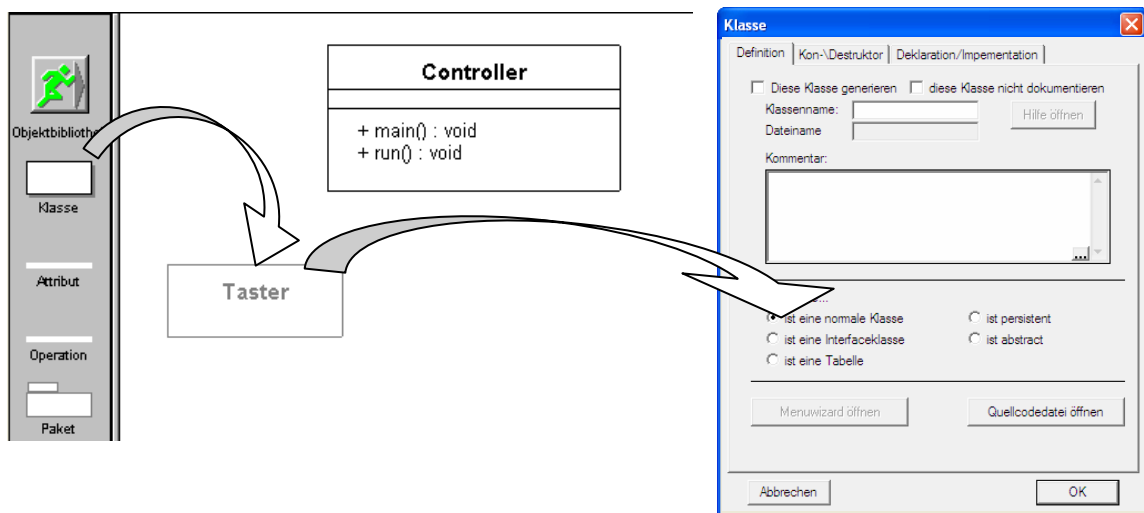 Objektbiblioth
Klasse
Attribut
Operation
Paket
Controller
+ main() : void
+ run() : void
Taster
Klasse
Definition
Kon-\Destruktor
Deklaration/Impementation
Diese Klasse generieren
diese Klasse nicht dokumentieren
Klassenname:
Hilfe öffnen
Dateiname
Kommentar:
...
ist eine normale Klasse
ist persistent
ist eine Interfaceklasse
ist abstract
ist eine Tabelle
Menuwizard öffnen
Quellcodedatei öffnen
Abbrechen
OK